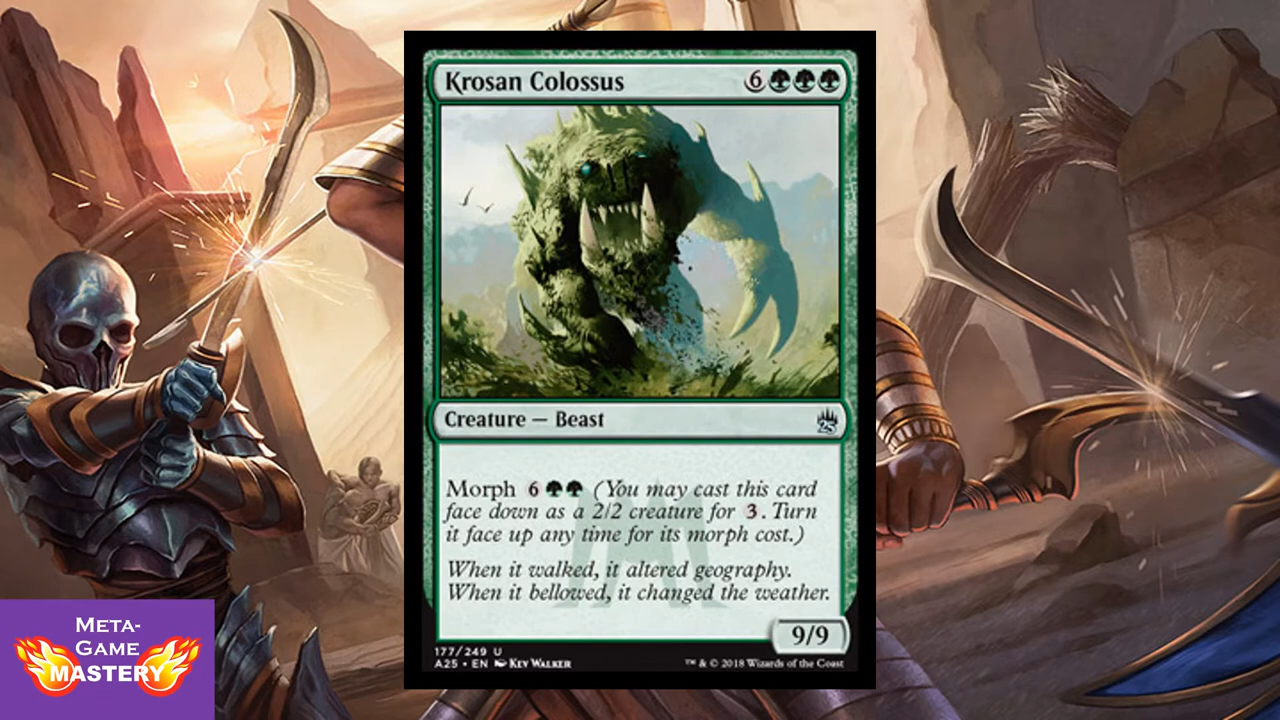 Krosan Colossus 6
Creature — Beast
25
Morph 6 (You may cast this card
face down as a 2/2 creature for 3. Turn
it face up any time for its morph cost.)
When it walked, it altered geography.
When it bellowed, it changed the weather.
9/9
177/249 U
A25 • EN Kev Walker
™ & © 2018 Wizards of the Coast
META-
GAME
MASTERY